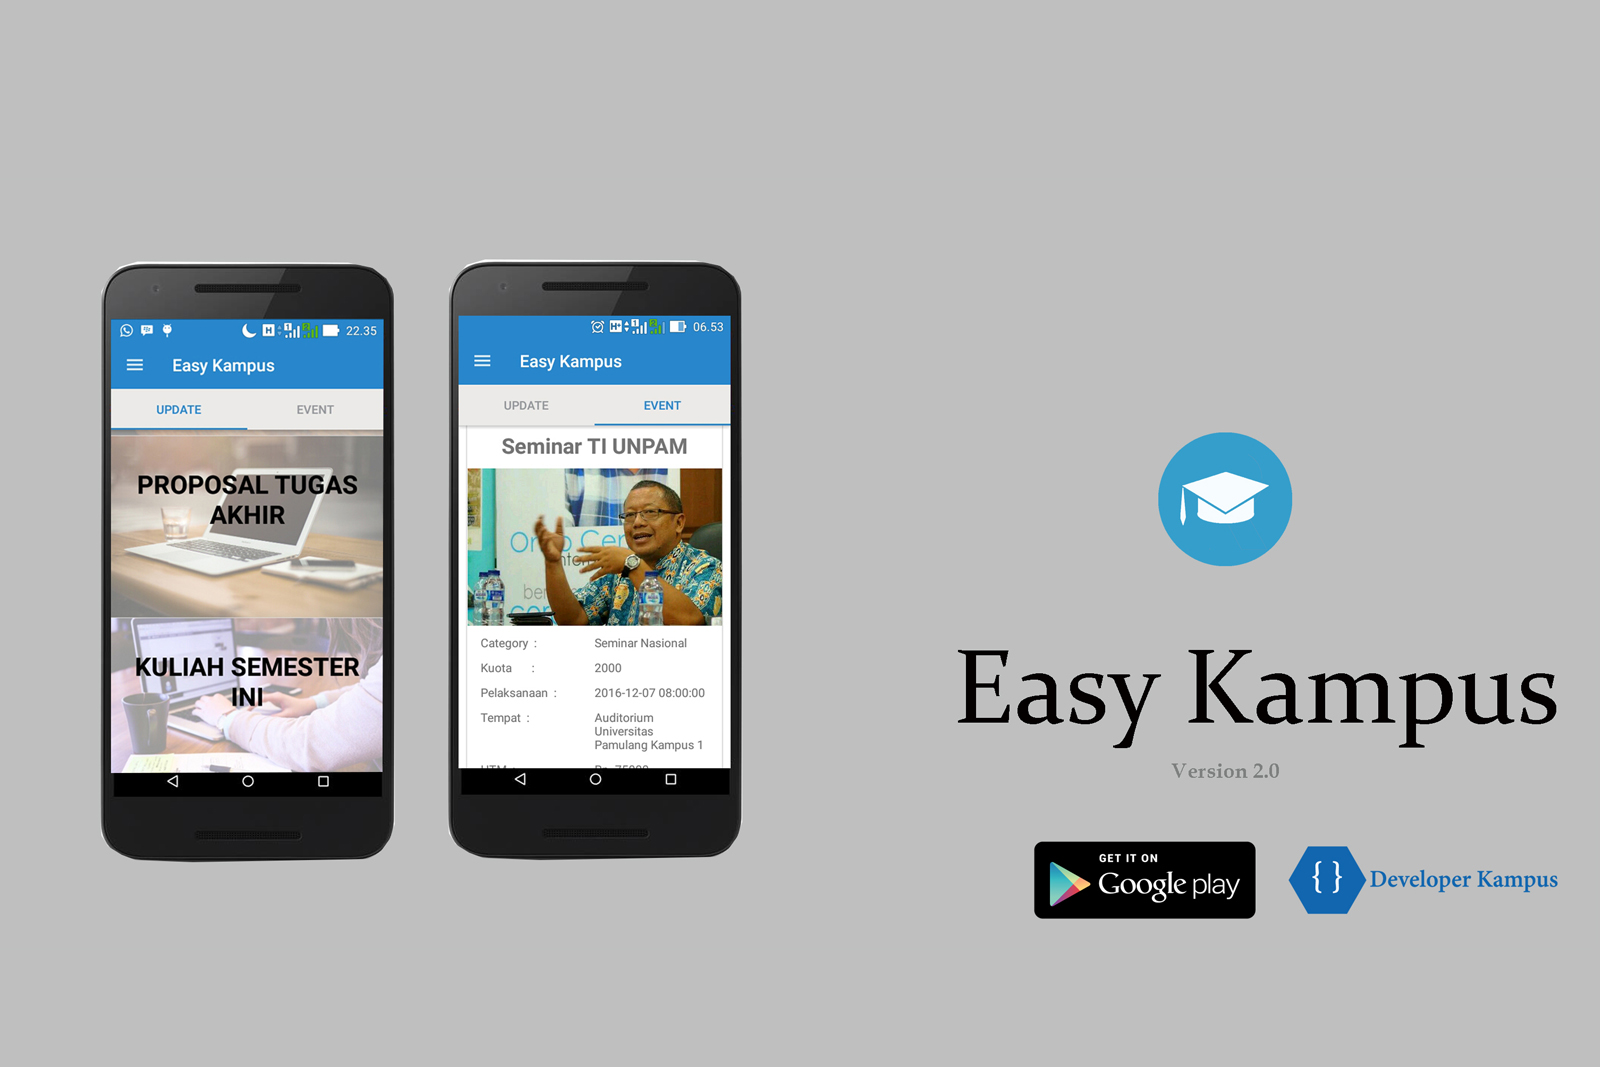 22.35
Easy Kampus
UPDATE
EVENT
PROPOSAL TUGAS
AKHIR
KULIAH SEMESTER
INI
06.53
Easy Kampus
UPDATE
EVENT
Seminar TI UNPAM
Category :
Seminar Nasional
Kuota :
2000
Pelaksanaan :
2016-12-07 08:00:00
Tempat :
Auditorium
Universitas
Pamulang Kampus 1
Easy Kampus
Version 2.0
GET IT ON
Google play
{ } Developer Kampus